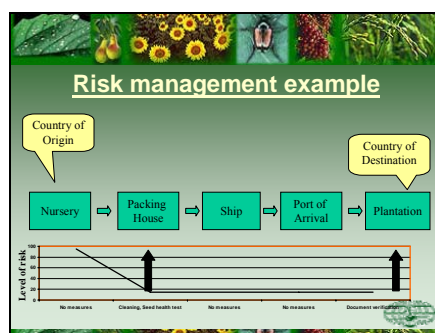 Risk management example
Country of
Origin
Country of
Destination
Nursery
Packing
House
Ship
Port of
Arrival
Plantation
Level of risk
100
80
60
40
20
0
No measures
Cleaning, Seed health test
No measures
No measures
Document verification